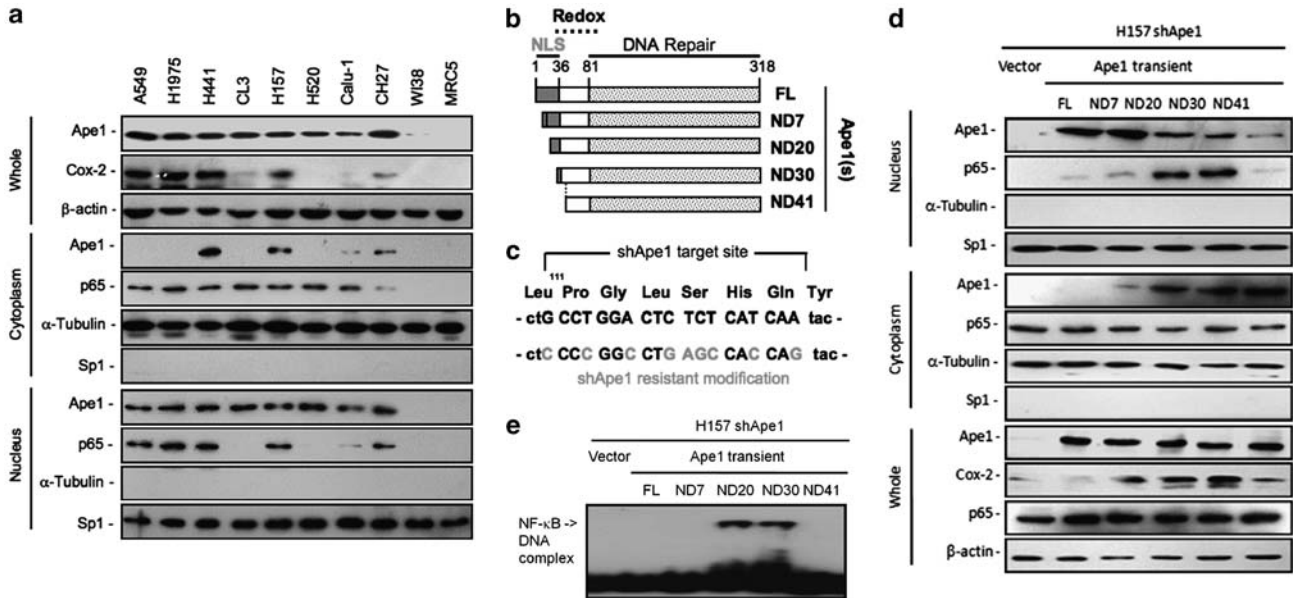 a
A549 H1975 H441 CL3 H157 H520 Calu-1 CH27 WI38 MRC5
Whole
Ape1 -
Cox-2 -
β-actin -
Cytoplasm
Ape1 -
p65 -
α-Tubulin -
Sp1 -
Nucleus
Ape1 -
p65 -
α-Tubulin -
Sp1 -
b
Redox
NLS DNA Repair
1 36 81 318
FL
ND7
ND20
ND30
ND41
Ape1(s)
c
shApe1 target site
111
Leu Pro Gly Leu Ser His Gln Tyr
- ctG CCT GGA CTC TCT CAT CAA tac -
- ctC CCC GGC CTG AGC CAC CAG tac -
shApe1 resistant modification
e
H157 shApe1
Vector Ape1 transient
FL ND7 ND20 ND30 ND41
NF-κB ->
DNA
complex
d
H157 shApe1
Vector Ape1 transient
FL ND7 ND20 ND30 ND41
Nucleus
Ape1-
p65 -
α-Tubulin -
Sp1 -
Cytoplasm
Ape1 -
p65 -
α-Tubulin -
Sp1 -
Whole
Ape1 -
Cox-2 -
p65 -
β-actin -